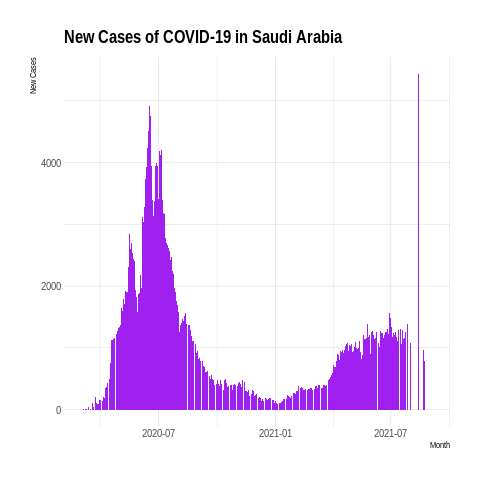 New Cases of COVID-19 in Saudi Arabia
New Cases
4000
2000
0
2020-07
2021-01
2021-07
Month